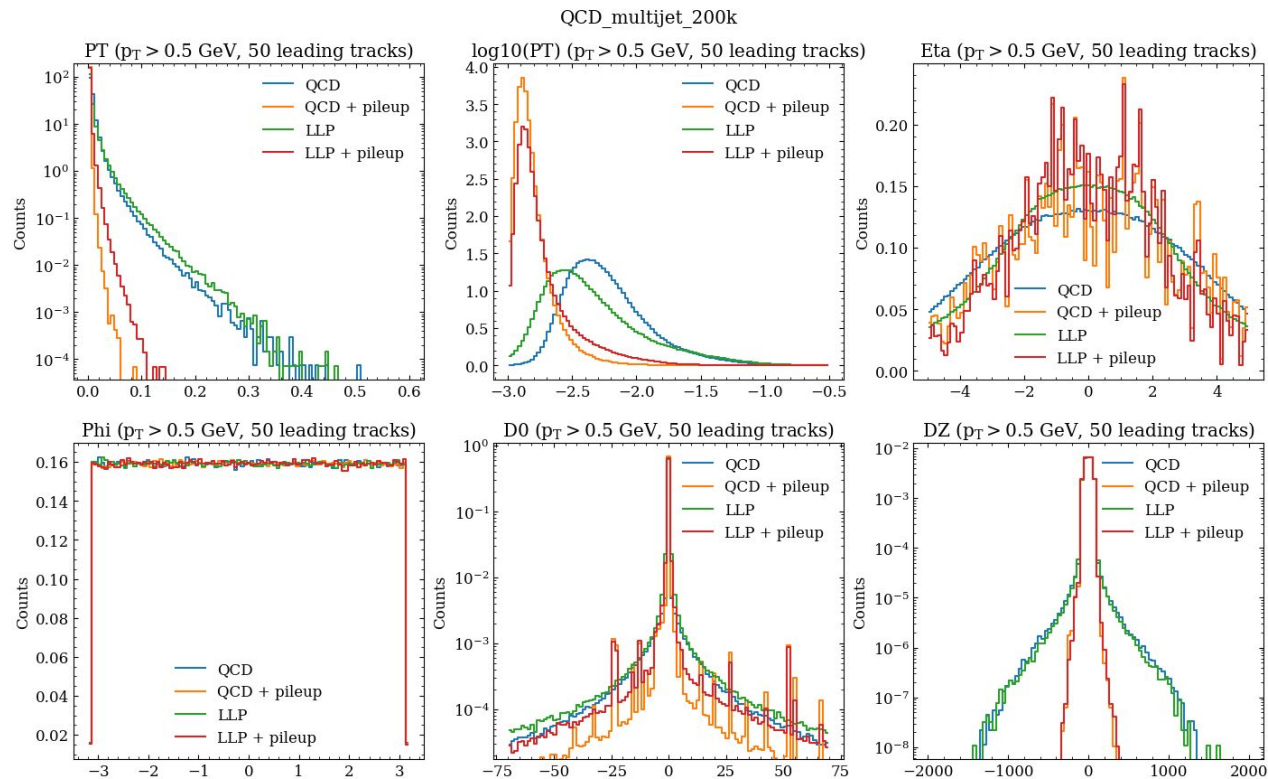 QCD_multijet_200k
PT (pT > 0.5 GeV, 50 leading tracks)
Counts
10²
10¹
10⁰
10⁻¹
10⁻²
10⁻³
10⁻⁴
0.0 0.1 0.2 0.3 0.4 0.5 0.6
QCD
QCD + pileup
LLP
LLP + pileup
log10(PT) (pT > 0.5 GeV, 50 leading tracks)
Counts
4.0
3.5
3.0
2.5
2.0
1.5
1.0
0.5
0.0
−3.0 −2.5 −2.0 −1.5 −1.0 −0.5
QCD
QCD + pileup
LLP
LLP + pileup
Eta (pT > 0.5 GeV, 50 leading tracks)
Counts
0.20
0.15
0.10
0.05
0.00
−4 −2 0 2 4
QCD
QCD + pileup
LLP
LLP + pileup
Phi (pT > 0.5 GeV, 50 leading tracks)
Counts
0.16
0.14
0.12
0.10
0.08
0.06
0.04
0.02
−3 −2 −1 0 1 2 3
QCD
QCD + pileup
LLP
LLP + pileup
D0 (pT > 0.5 GeV, 50 leading tracks)
Counts
10⁰
10⁻¹
10⁻²
10⁻³
10⁻⁴
−75 −50 −25 0 25 50 75
QCD
QCD + pileup
LLP
LLP + pileup
DZ (pT > 0.5 GeV, 50 leading tracks)
Counts
10⁻²
10⁻³
10⁻⁴
10⁻⁵
10⁻⁶
10⁻⁷
10⁻⁸
−2000 −1000 0 1000 2000
QCD
QCD + pileup
LLP
LLP + pileup